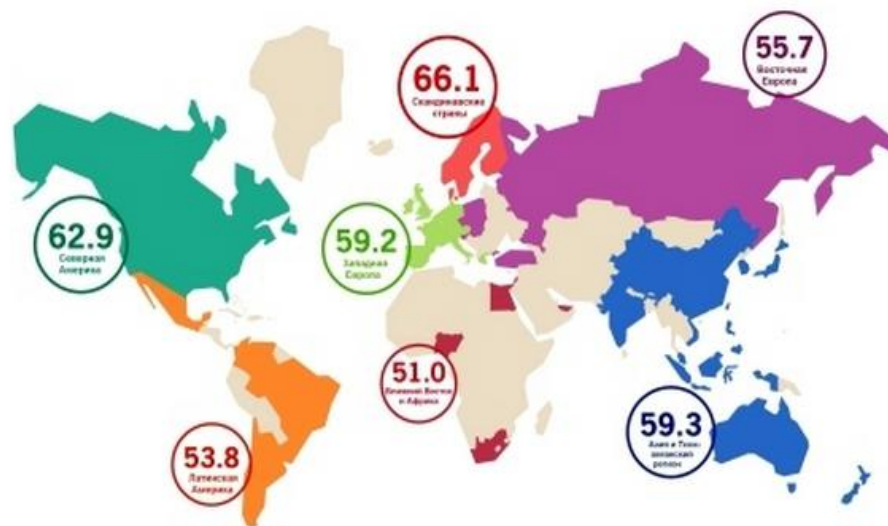 55.7
Восточная
Европа
66.1
Скандинавские
страны
62.9
Северная
Америка
59.2
Западная
Европа
51.0
Ближний Восток
и Африка
59.3
Азия и Тихо-
океанский
регион
53.8
Латинская
Америка